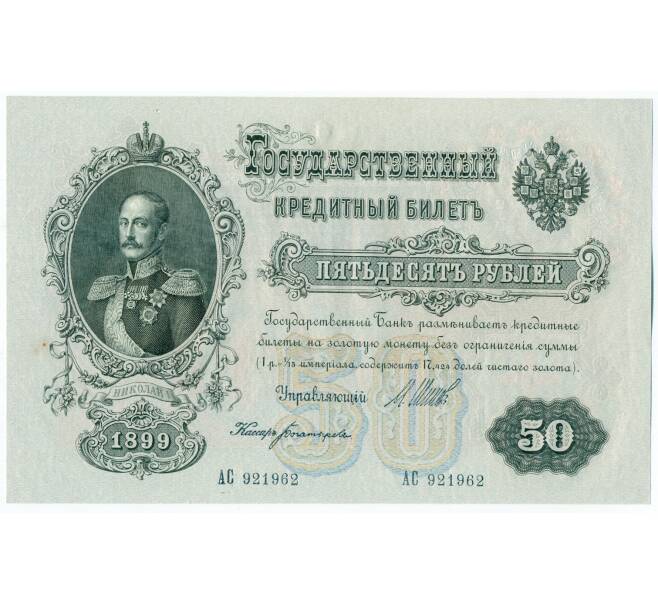 Государственный
КРЕДИТНЫЙ БИЛЕТЪ
ПЯТЬДЕСЯТЪ РУБЛЕЙ
Государственный Банкъ размѣниваетъ кредитные
билеты на золотую монету безъ ограниченія суммы
(1 р.= 1/15 имперіала, содержитъ 17,424 долей чистаго золота).
Управляющій
НИКОЛАЙ I
1899
Кассиръ
50
50
АС 921962
АС 921962